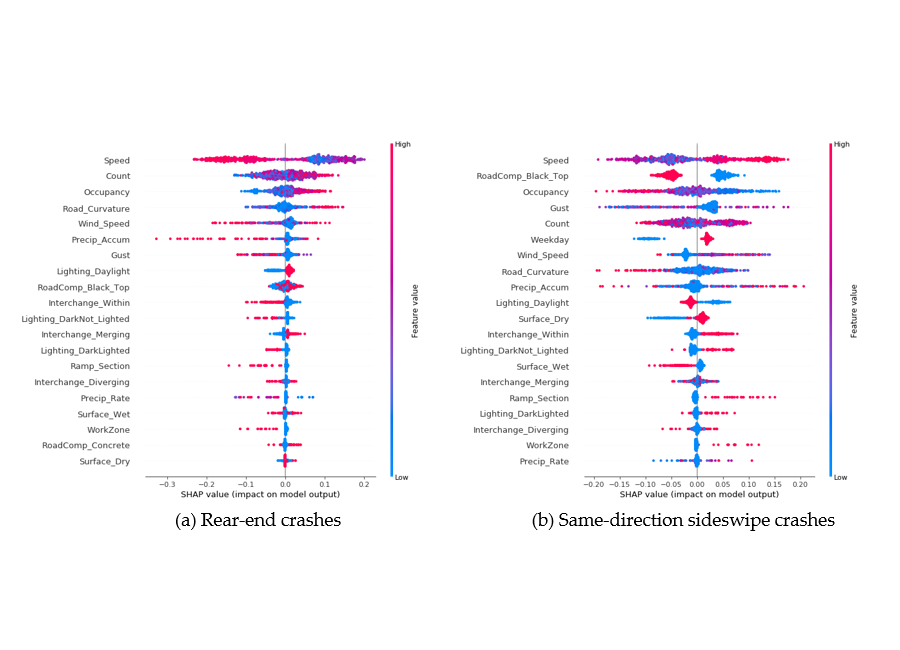 High
Speed
Count
Occupancy
Road_Curvature
Wind_Speed
Precip_Accum
Gust
Lighting_Daylight
RoadComp_Black_Top
Interchange_Within
Lighting_DarkNot_Lighted
Interchange_Merging
Lighting_DarkLighted
Ramp_Section
Interchange_Diverging
Precip_Rate
Surface_Wet
WorkZone
RoadComp_Concrete
Surface_Dry
Feature value
Low
−0.3 −0.2 −0.1 0.0 0.1 0.2
SHAP value (impact on model output)
(a) Rear-end crashes
High
Speed
RoadComp_Black_Top
Occupancy
Gust
Count
Weekday
Wind_Speed
Road_Curvature
Precip_Accum
Lighting_Daylight
Surface_Dry
Interchange_Within
Lighting_DarkNot_Lighted
Surface_Wet
Interchange_Merging
Ramp_Section
Lighting_DarkLighted
Interchange_Diverging
WorkZone
Precip_Rate
Feature value
Low
−0.20 −0.15 −0.10 −0.05 0.00 0.05 0.10 0.15 0.20
SHAP value (impact on model output)
(b) Same-direction sideswipe crashes